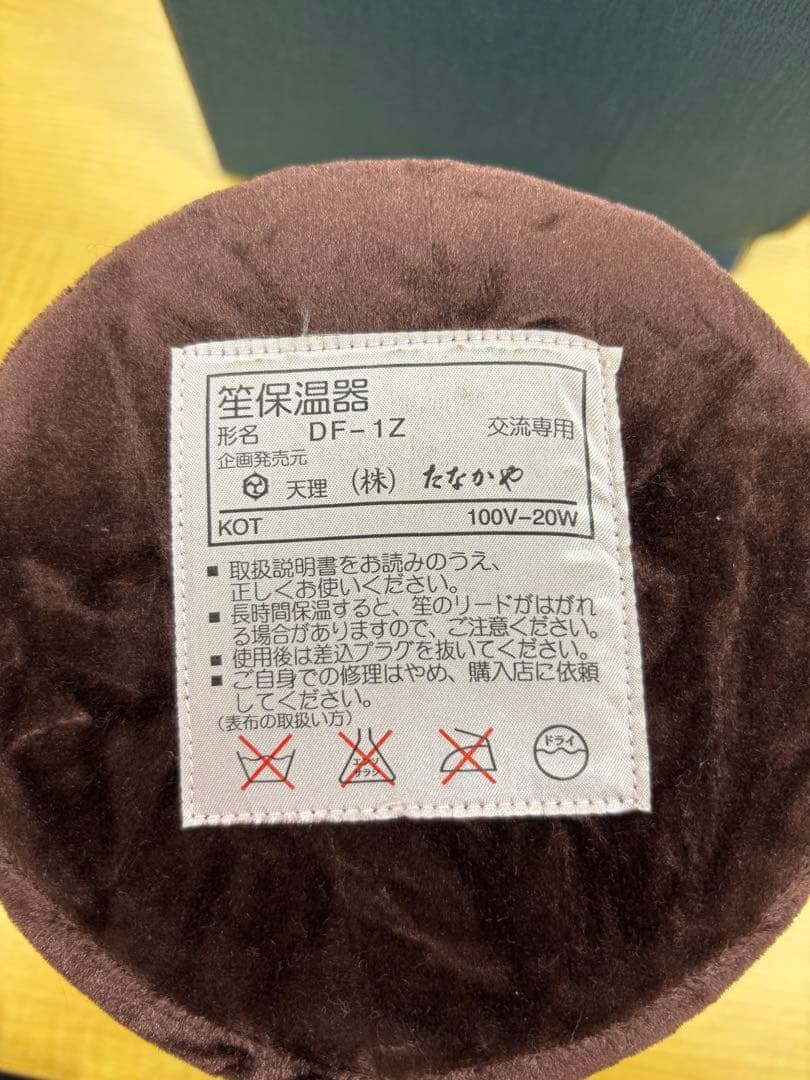 笙保温器
形名 DF-1Z 交流専用
企画発売元
天理 (株) たなかや
KOT 100V-20W
■ 取扱説明書をお読みのうえ、
正しくお使いください。
■ 長時間保温すると、笙のリードがはがれ
る場合がありますので、ご注意ください。
■ 使用後は差込プラグを抜いてください。
■ ご自身での修理はやめ、購入店に依頼
してください。
(表布の取扱い方)
エンソ
サラシ
ドライ